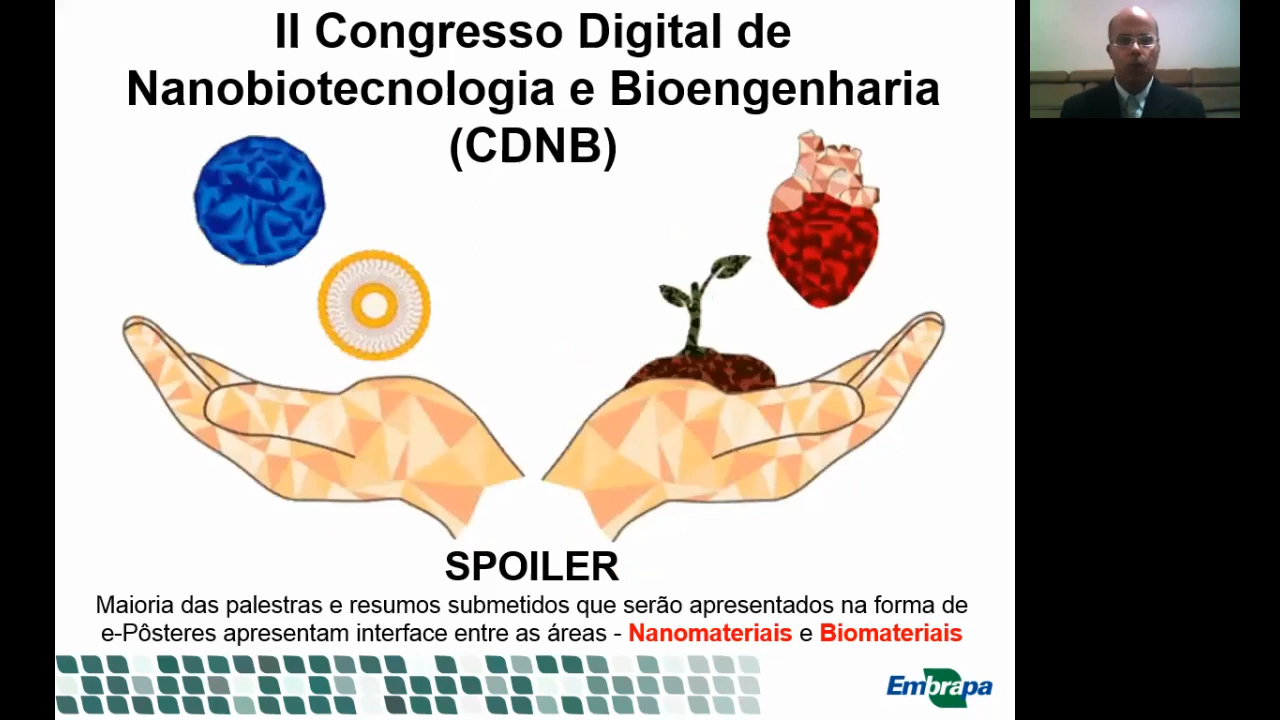 II Congresso Digital de
Nanobiotecnologia e Bioengenharia
(CDNB)
SPOILER
Maioria das palestras e resumos submetidos que serão apresentados na forma de
e-Pôsteres apresentam interface entre as áreas - Nanomateriais e Biomateriais
Embrapa